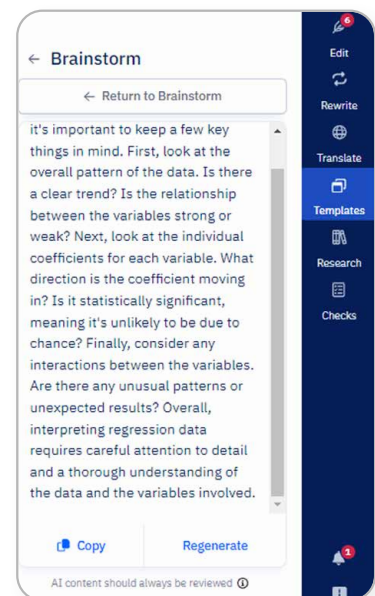 ← Brainstorm
← Return to Brainstorm
it's important to keep a few key
things in mind. First, look at the
overall pattern of the data. Is there
a clear trend? Is the relationship
between the variables strong or
weak? Next, look at the individual
coefficients for each variable. What
direction is the coefficient moving
in? Is it statistically significant,
meaning it's unlikely to be due to
chance? Finally, consider any
interactions between the variables.
Are there any unusual patterns or
unexpected results? Overall,
interpreting regression data
requires careful attention to detail
and a thorough understanding of
the data and the variables involved.
Copy
Regenerate
AI content should always be reviewed
6
Edit
Rewrite
Translate
Templates
Research
Checks
1